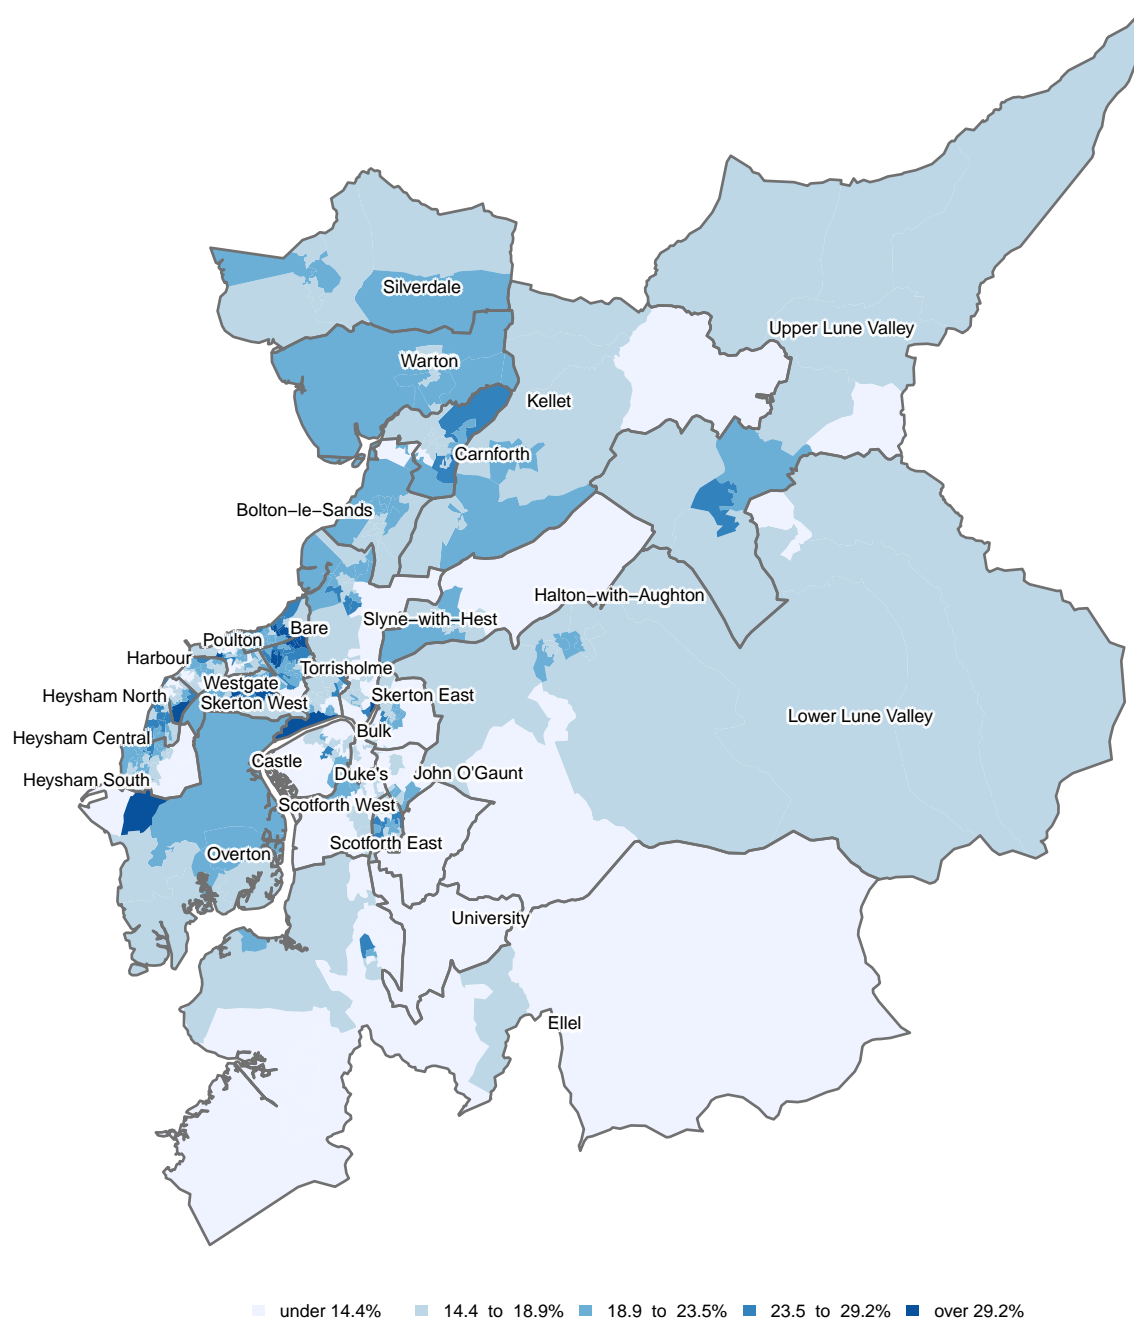 Silverdale
Upper Lune Valley
Warton
Kellet
Carnforth
Bolton−le−Sands
Halton−with−Aughton
Slyne−with−Hest
Bare
Poulton
Harbour
Torrisholme
Westgate
Heysham North
Skerton East
Skerton West
Lower Lune Valley
Bulk
Heysham Central
Castle
Duke's
John O'Gaunt
Heysham South
Scotforth West
Scotforth East
Overton
University
Ellel
under 14.4% 14.4 to 18.9% 18.9 to 23.5% 23.5 to 29.2% over 29.2%